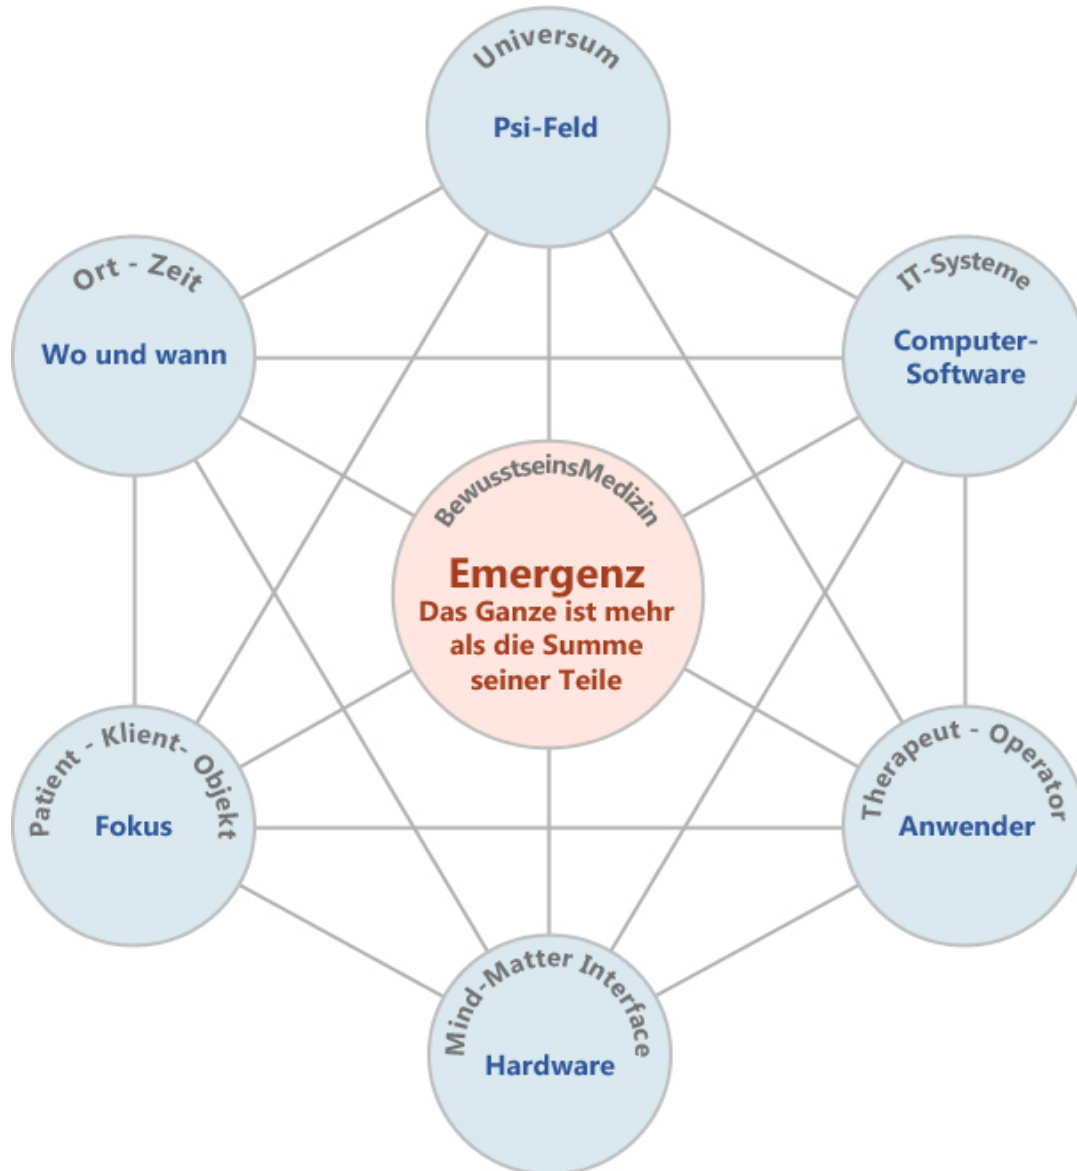 Universum
Psi-Feld
Ort - Zeit
Wo und wann
IT-Systeme
Computer-
Software
BewusstseinsMedizin
Emergenz
Das Ganze ist mehr
als die Summe
seiner Teile
Patient - Klient- Objekt
Fokus
Therapeut - Operator
Anwender
Mind-Matter Interface
Hardware